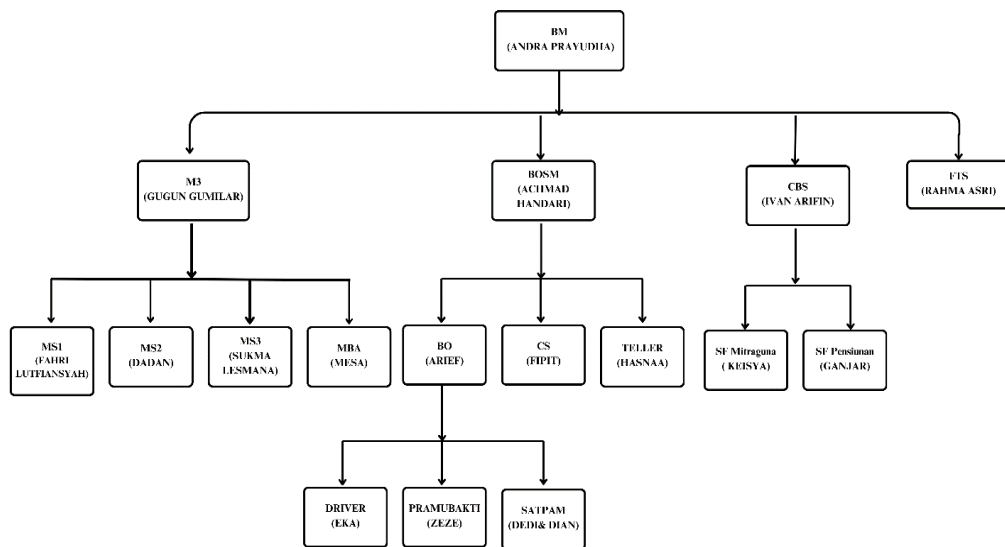 BM
(ANDRA PRAYUDHA)
M3
(GUGUN GUMILAR)
BOSM
(ACHMAD
HANDARI)
CBS
(IVAN ARIFIN)
FTS
(RAHMA ASRI)
MS1
(FAHRI
LUTFIANSYAH)
MS2
(DADAN)
MS3
(SUKMA
LESMANA)
MBA
(MESA)
BO
(ARIEF)
CS
(FIPIT)
TELLER
(HASNAA)
SF Mitraguna
( KEISYA)
SF Pensiunan
(GANJAR)
DRIVER
(EKA)
PRAMUBAKTI
(ZEZE)
SATPAM
(DEDI& DIAN)